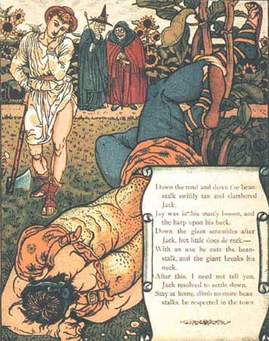 Down the road and down the bean-
stalk swiftly ran and clambered
Jack.
Joy was in his manly bosom, and
the harp upon his back.
Down the giant scrambles after
Jack, but little does he reck,—
With an axe he cuts the bean-
stalk, and the giant breaks his
neck.
After this, I need not tell you,
Jack resolved to settle down,
Stay at home, climb no more bean
stalks, be respected in the town.